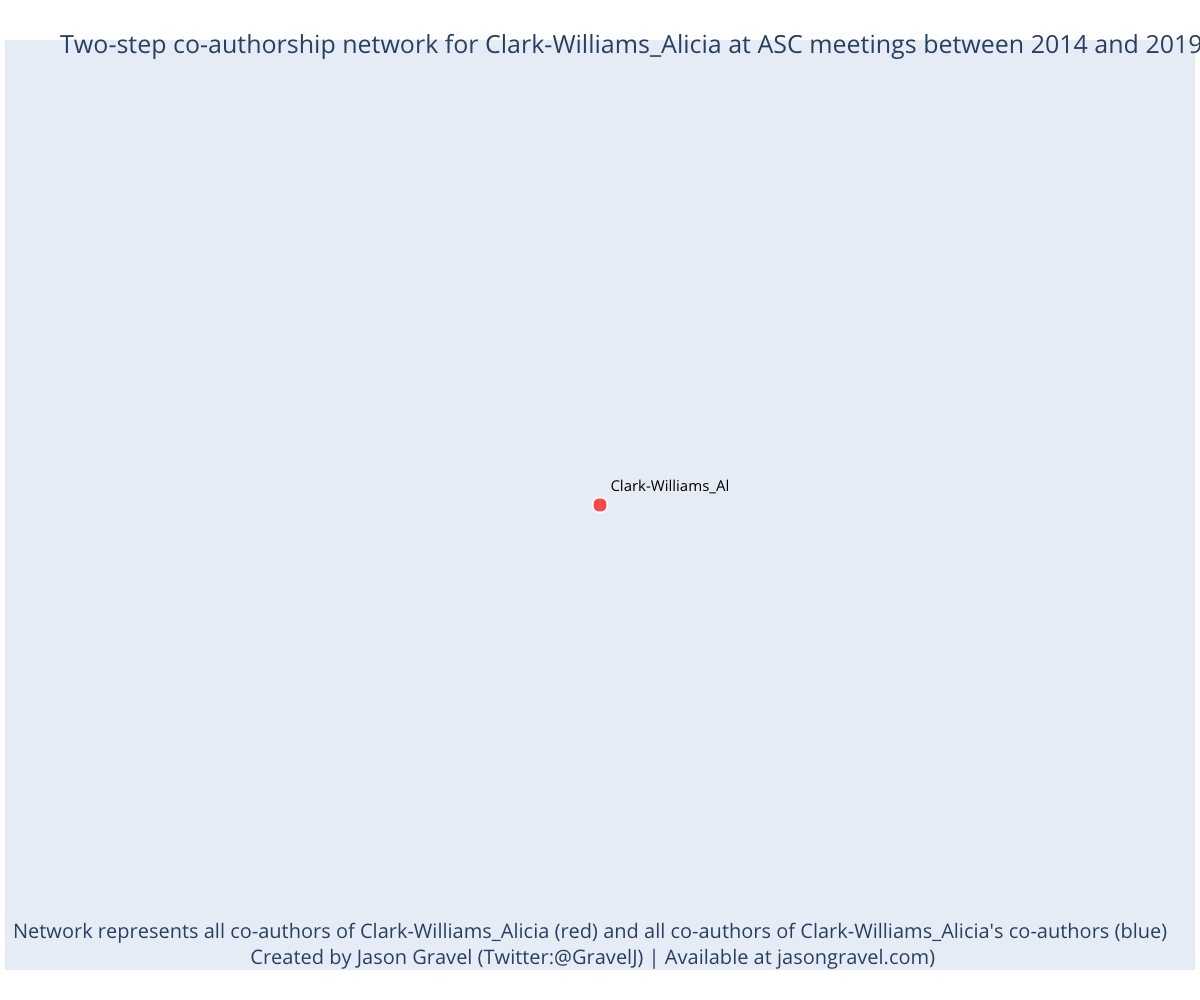 Two-step co-authorship network for Clark-Williams_Alicia at ASC meetings between 2014 and 2019
Clark-Williams_Al
Network represents all co-authors of Clark-Williams_Alicia (red) and all co-authors of Clark-Williams_Alicia's co-authors (blue)
Created by Jason Gravel (Twitter:@GravelJ) | Available at jasongravel.com)